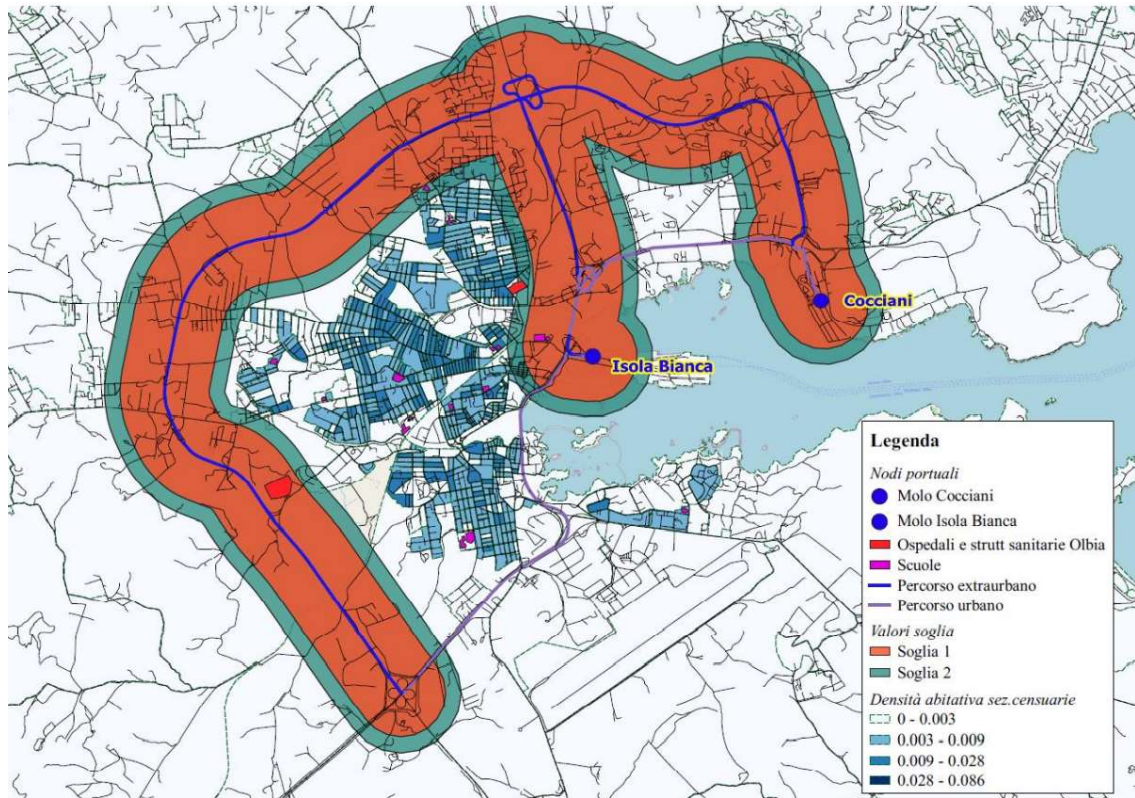 Cocciani
Isola Bianca
Legenda
Nodi portuali
Molo Cocciani
Molo Isola Bianca
Ospedali e strutt sanitarie Olbia
Scuole
Percorso extraurbano
Percorso urbano
Valori soglia
Soglia 1
Soglia 2
Densità abitativa sez.censuarie
0 - 0.003
0.003 - 0.009
0.009 - 0.028
0.028 - 0.086